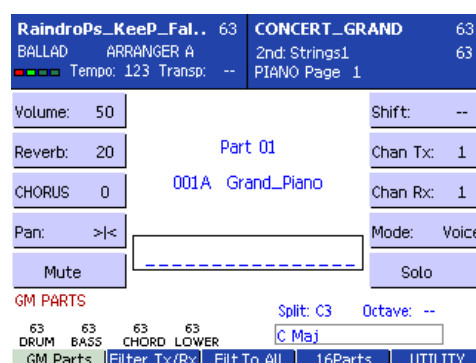 RaindroPs_KeeP_Fal.. 63 CONCERT_GRAND 63
BALLAD ARRANGER A 2nd: Strings1 63
Tempo: 123 Transp: -- PIANO Page 1
Volume: 50 Shift: --
Part 01
Reverb: 20 Chan Tx: 1
001A Grand_Piano
CHORUS 0 Chan Rx: 1
Pan: >|< Mode: Voice
Mute Solo
GM PARTS
Split: C3 Octave: --
63 63 63 63
DRUM BASS CHORD LOWER C Maj
GM Parts Filter Tx/Rx Filt To All 16Parts UTILITY